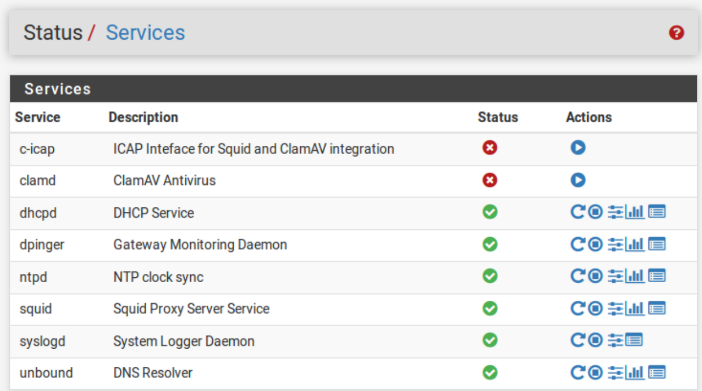 Status / Services
Services
Service Description Status Actions
c-icap ICAP Inteface for Squid and ClamAV integration
clamd ClamAV Antivirus
dhcpd DHCP Service
dpinger Gateway Monitoring Daemon
ntpd NTP clock sync
squid Squid Proxy Server Service
syslogd System Logger Daemon
unbound DNS Resolver